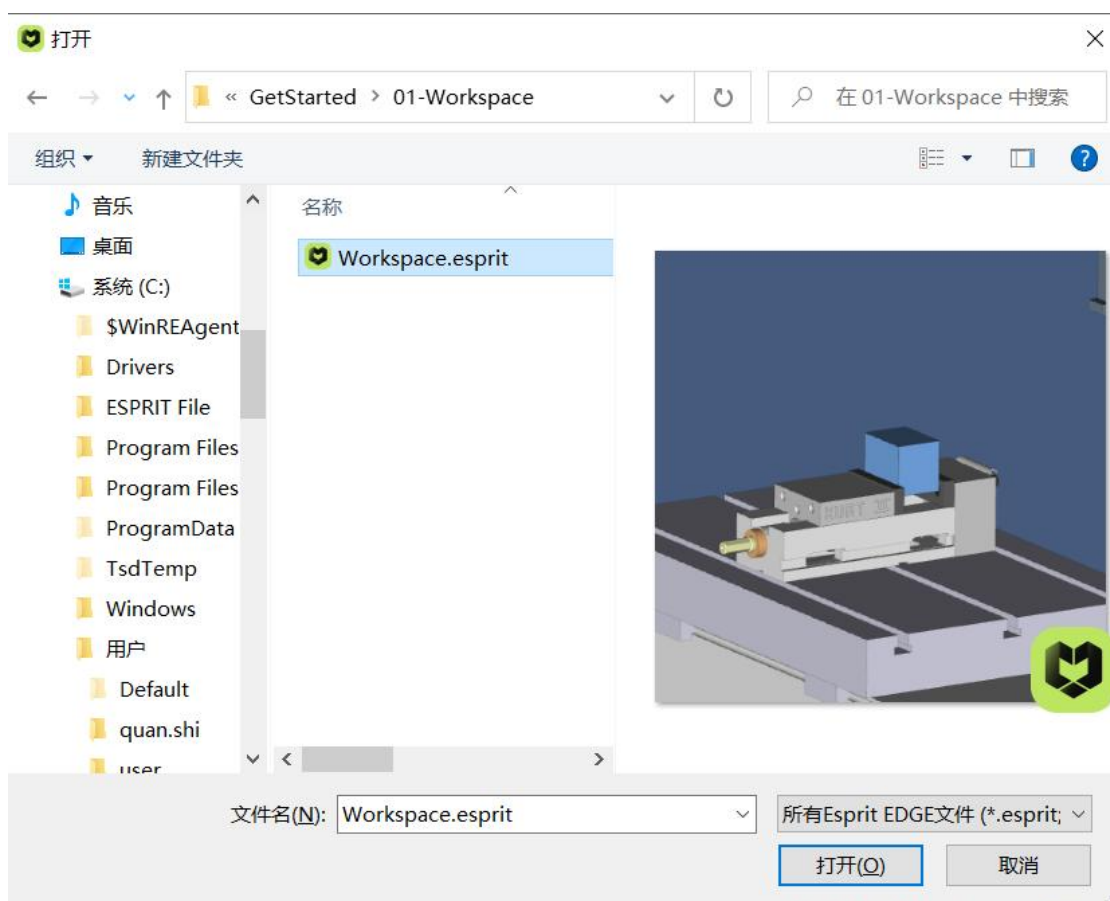 打开
« GetStarted > 01-Workspace
在 01-Workspace 中搜索
组织
新建文件夹
音乐
桌面
系统 (C:)
$WinREAgent
Drivers
ESPRIT File
Program Files
Program Files
ProgramData
TsdTemp
Windows
用户
Default
quan.shi
user
名称
Workspace.esprit
KURT
文件名(N):
Workspace.esprit
所有Esprit EDGE文件 (*.esprit;
打开(O)
取消